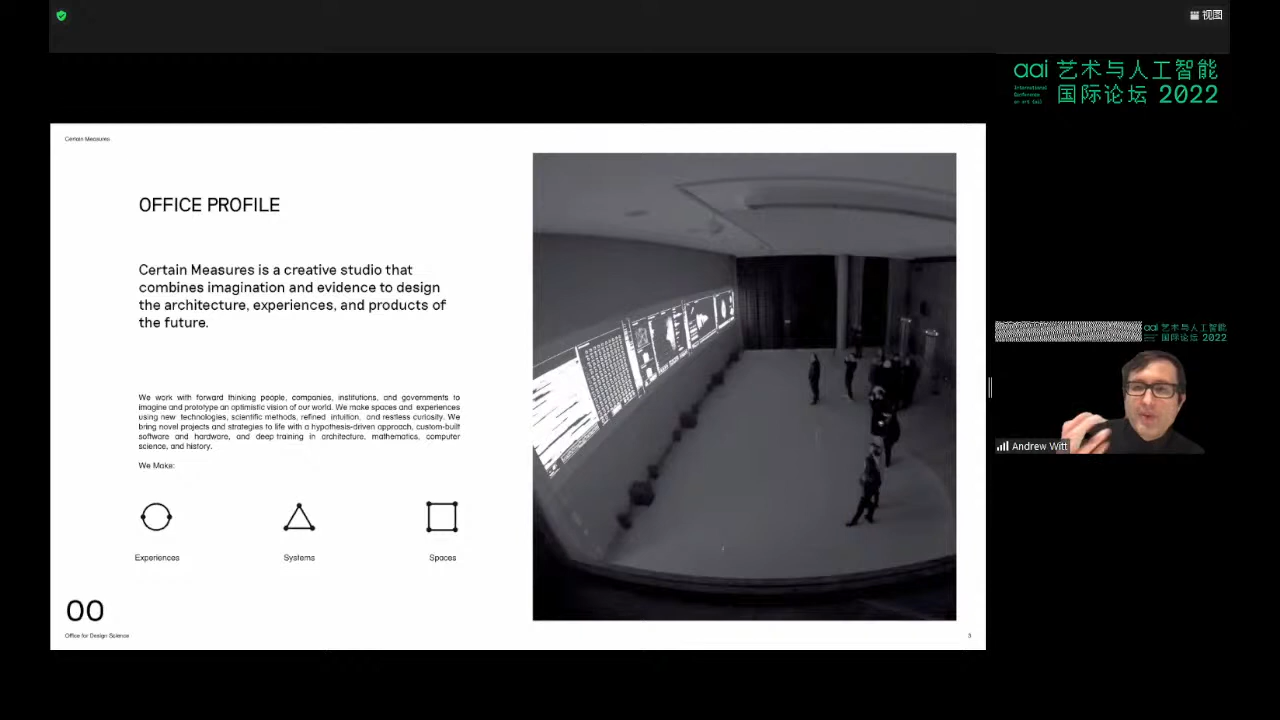 视图
aai 艺术与人工智能
国际论坛 2022
International
Conference
on art &ai
Certain Measures
OFFICE PROFILE
Certain Measures is a creative studio that
combines imagination and evidence to design
the architecture, experiences, and products of
the future.
We work with forward thinking people, companies, institutions, and governments to
imagine and prototype an optimistic vision of our world. We make spaces and experiences
using new technologies, scientific methods, refined intuition, and restless curiosity. We
bring novel projects and strategies to life with a hypothesis-driven approach, custom-built
software and hardware, and deep training in architecture, mathematics, computer
science, and history.
We Make:
Experiences
Systems
Spaces
00
Office for Design Science
3
aai 艺术与人工智能
国际论坛 2022
Andrew Witt